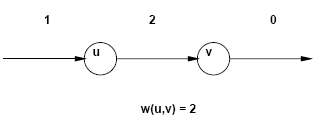 1 2 0
u v
w(u,v) = 2